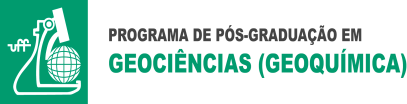 uff
PROGRAMA DE PÓS-GRADUAÇÃO EM
GEOCIÊNCIAS (GEOQUÍMICA)